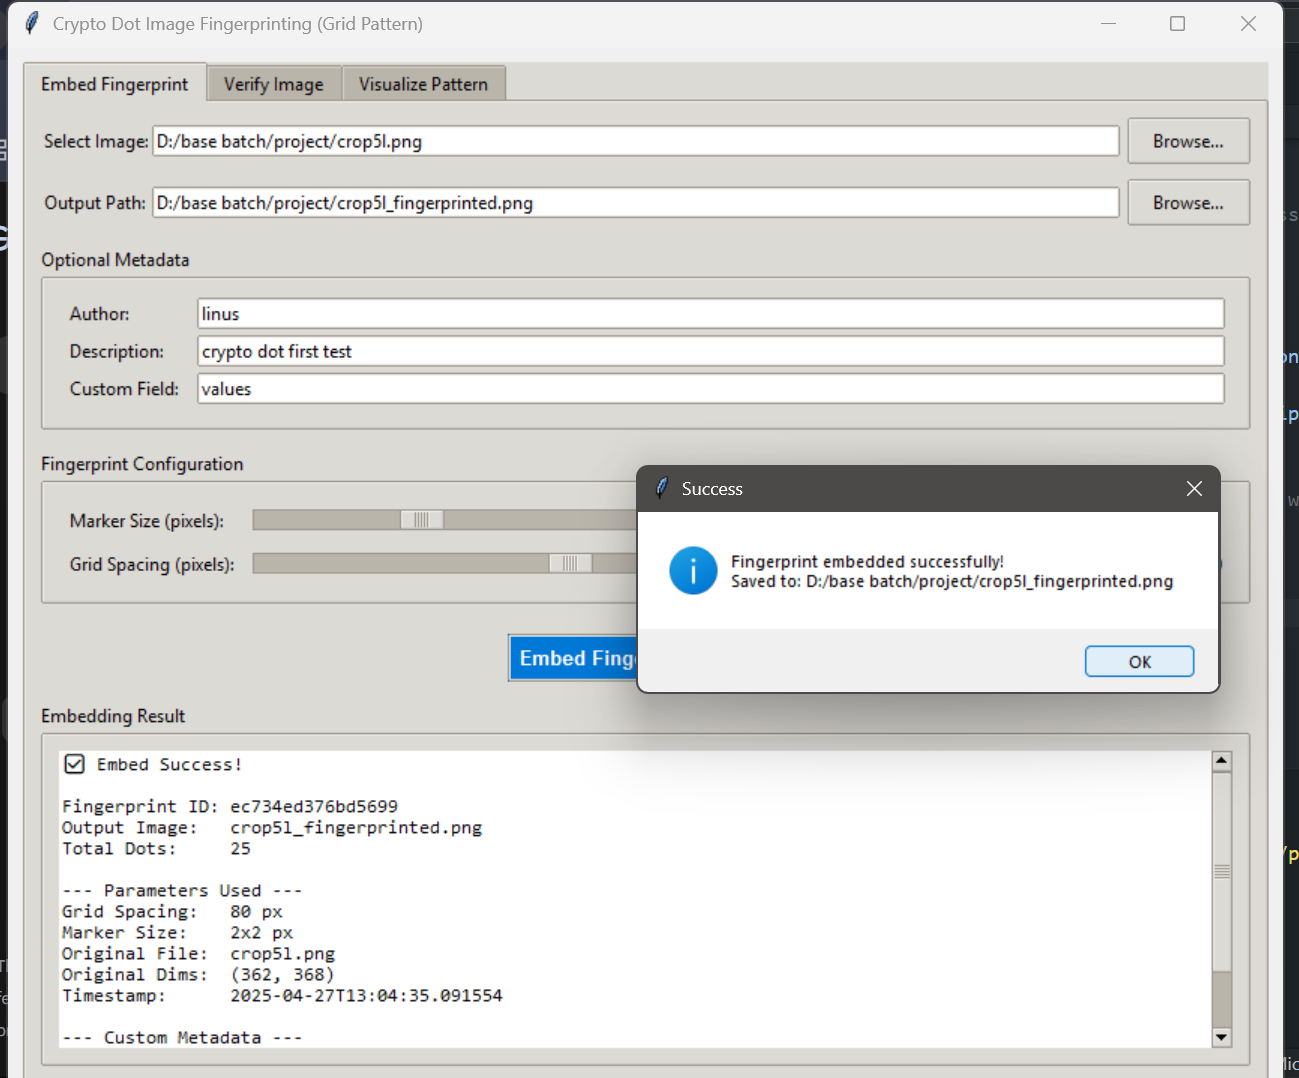 Crypto Dot Image Fingerprinting (Grid Pattern)
Embed Fingerprint
Verify Image
Visualize Pattern
Select Image:
D:/base batch/project/crop5l.png
Browse...
Output Path:
D:/base batch/project/crop5l_fingerprinted.png
Browse...
Optional Metadata
Author:
linus
Description:
crypto dot first test
Custom Field:
values
Fingerprint Configuration
Marker Size (pixels):
Grid Spacing (pixels):
Success
Fingerprint embedded successfully!
Saved to: D:/base batch/project/crop5l_fingerprinted.png
OK
Embed Fing
Embedding Result
Embed Success!
Fingerprint ID: ec734ed376bd5699
Output Image: crop5l_fingerprinted.png
Total Dots: 25
--- Parameters Used ---
Grid Spacing: 80 px
Marker Size: 2x2 px
Original File: crop5l.png
Original Dims: (362, 368)
Timestamp: 2025-04-27T13:04:35.091554
--- Custom Metadata ---